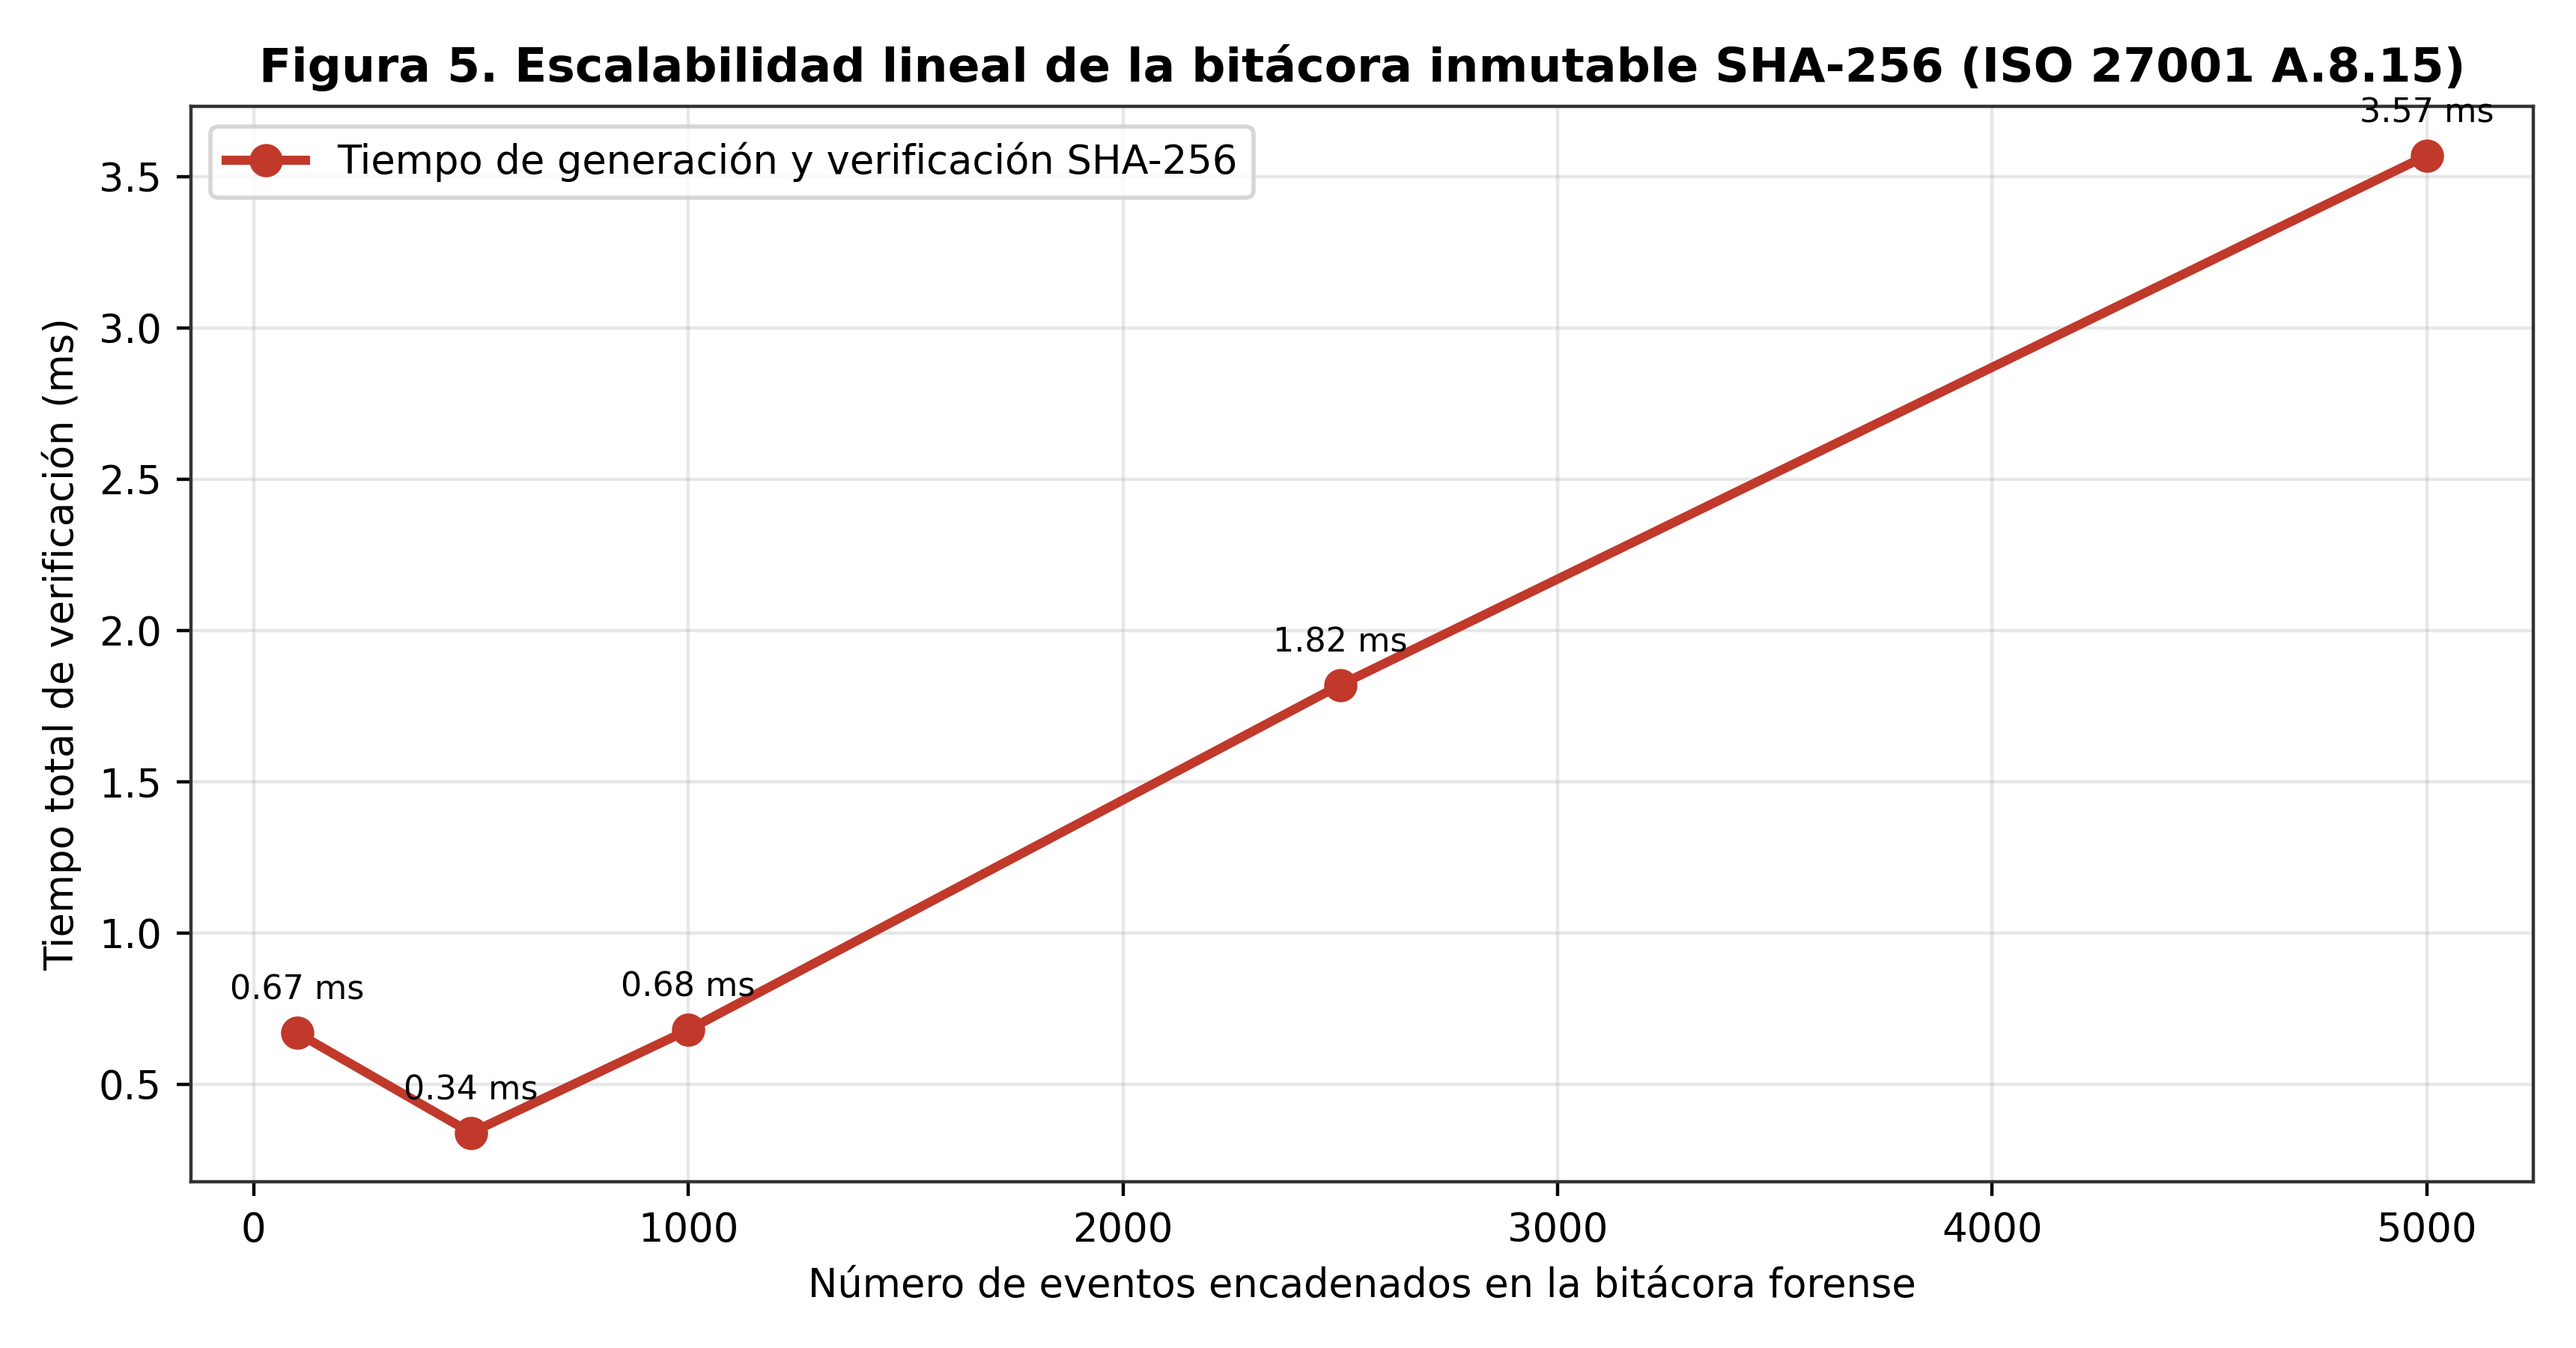 Figura 5. Escalabilidad lineal de la bitácora inmutable SHA-256 (ISO 27001 A.8.15)
3.57 ms
Tiempo de generación y verificación SHA-256
3.5
3.0
2.5
2.0
1.5
1.0
0.5
Tiempo total de verificación (ms)
1.82 ms
0.67 ms
0.68 ms
0.34 ms
0
1000
2000
3000
4000
5000
Número de eventos encadenados en la bitácora forense